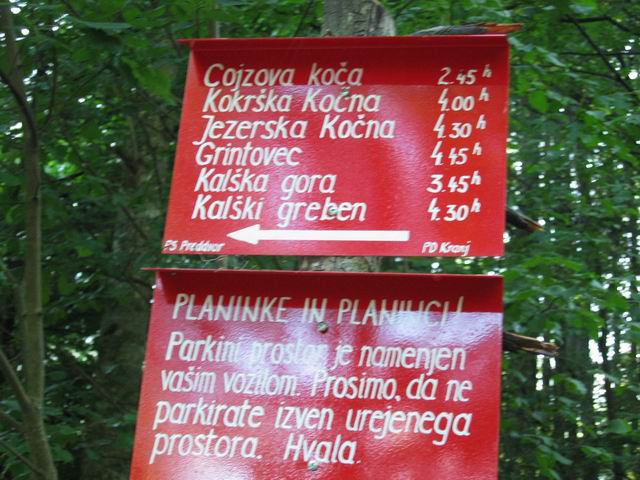 Cojzova koča 2.45 h
Kokrška Kočna 4.00 h
Jezerska Kočna 4.30 h
Grintovec 4.45 h
Kalška gora 3.45 h
Kalški greben 4.30 h
PS Preddvor PD Kranj
PLANINKE IN PLANINCI!
Parkirni prostor je namenjen
vašim vozilom. Prosimo, da ne
parkirate izven urejenega
prostora. Hvala.